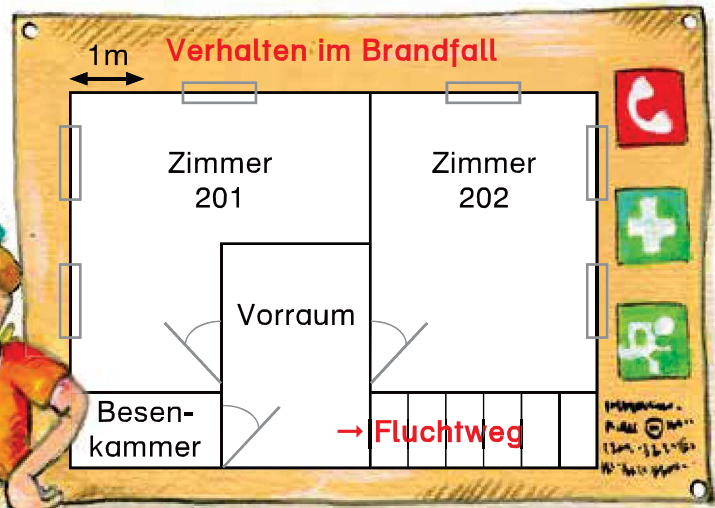 Verhalten im Brandfall
1m
Zimmer
201
Zimmer
202
Vorraum
Besen-
kammer
→ Fluchtweg